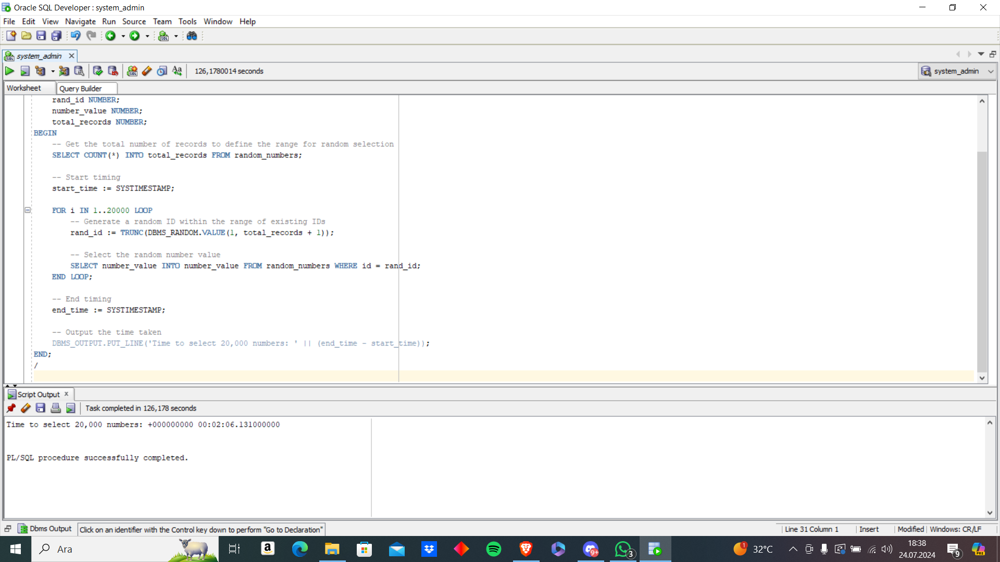 Oracle SQL Developer : system_admin
File Edit View Navigate Run Source Team Tools Window Help
system_admin
126,1780014 seconds
system_admin
Worksheet Query Builder
rand_id NUMBER;
number_value NUMBER;
total_records NUMBER;
BEGIN
-- Get the total number of records to define the range for random selection
SELECT COUNT(*) INTO total_records FROM random_numbers;
-- Start timing
start_time := SYSTIMESTAMP;
FOR i IN 1..20000 LOOP
-- Generate a random ID within the range of existing IDs
rand_id := TRUNC(DBMS_RANDOM.VALUE(1, total_records + 1));
-- Select the random number value
SELECT number_value INTO number_value FROM random_numbers WHERE id = rand_id;
END LOOP;
-- End timing
end_time := SYSTIMESTAMP;
-- Output the time taken
DBMS_OUTPUT.PUT_LINE('Time to select 20,000 numbers: ' || (end_time - start_time));
END;
/
Script Output x
Task completed in 126,178 seconds
Time to select 20,000 numbers: +000000000 00:02:06.131000000
PL/SQL procedure successfully completed.
Dbms Output Click on an identifier with the Control key down to perform "Go to Declaration" Line 31 Column 1 Insert Modified Windows: CR/LF
Ara 9+ 3 1 32°C 18:38
24.07.2024 9 PRE